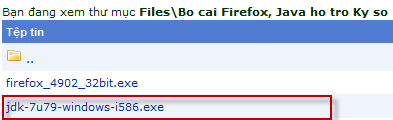 Bạn đang xem thư mục Files\Bo cai Firefox, Java ho tro Ky so
Tệp tin
..
firefox_4902_32bit.exe
jdk-7u79-windows-i586.exe